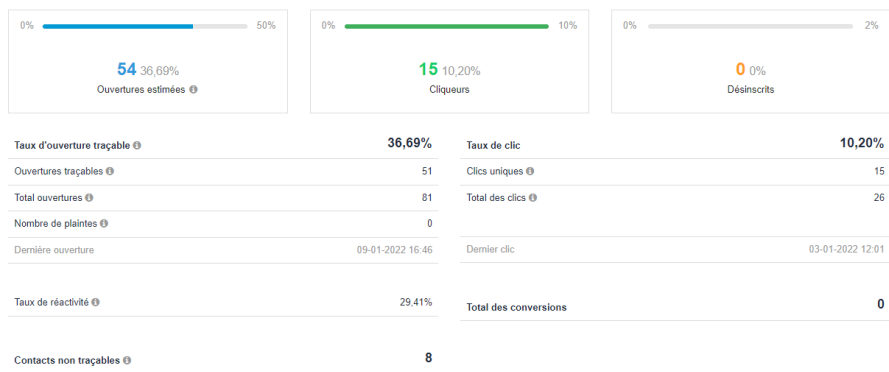 0% 50%
54 36,69%
Ouvertures estimées
0% 10%
15 10,20%
Cliqueurs
0% 2%
0 0%
Désinscrits
Taux d'ouverture traçable 36,69%
Ouvertures traçables 51
Total ouvertures 81
Nombre de plaintes 0
Dernière ouverture 09-01-2022 16:46
Taux de réactivité 29,41%
Contacts non traçables 8
Taux de clic 10,20%
Clics uniques 15
Total des clics 26
Dernier clic 03-01-2022 12:01
Total des conversions 0